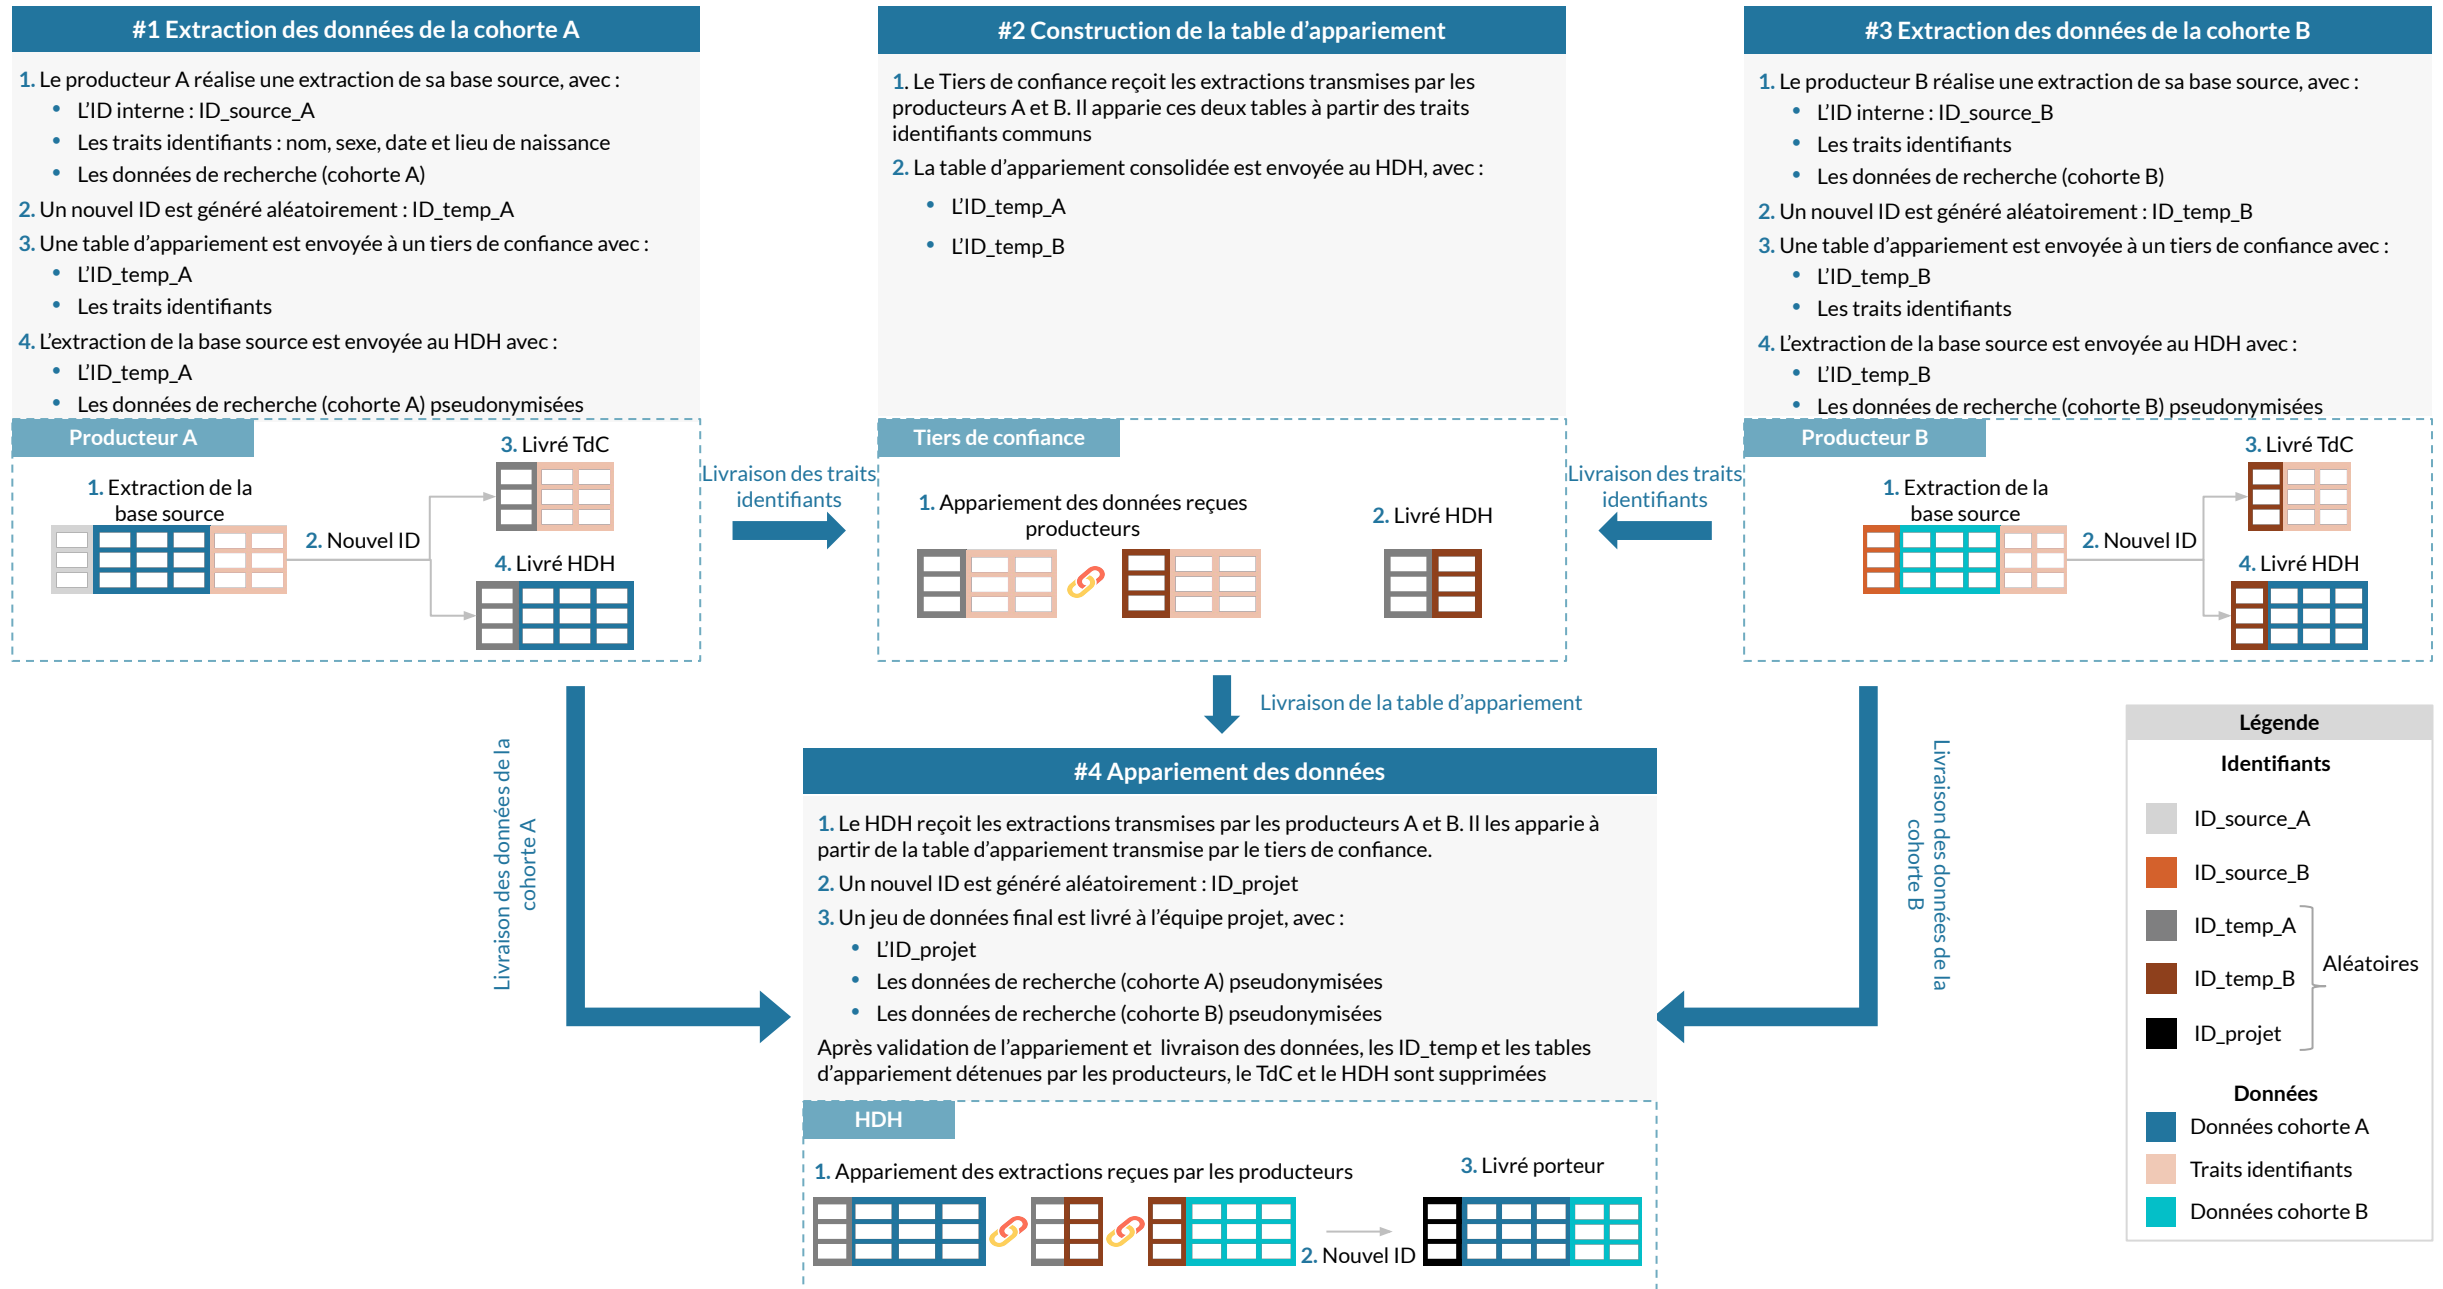 #1 Extraction des données de la cohorte A
1. Le producteur A réalise une extraction de sa base source, avec :
• L’ID interne : ID_source_A
• Les traits identifiants : nom, sexe, date et lieu de naissance
• Les données de recherche (cohorte A)
2. Un nouvel ID est généré aléatoirement : ID_temp_A
3. Une table d’appariement est envoyée à un tiers de confiance avec :
• L’ID_temp_A
• Les traits identifiants
4. L’extraction de la base source est envoyée au HDH avec :
• L’ID_temp_A
• Les données de recherche (cohorte A) pseudonymisées
Producteur A
1. Extraction de la
base source
2. Nouvel ID
3. Livré TdC
4. Livré HDH
Livraison des traits
identifiants
#2 Construction de la table d’appariement
1. Le Tiers de confiance reçoit les extractions transmises par les
producteurs A et B. Il apparie ces deux tables à partir des traits
identifiants communs
2. La table d’appariement consolidée est envoyée au HDH, avec :
• L’ID_temp_A
• L’ID_temp_B
Tiers de confiance
1. Appariement des données reçues
producteurs
2. Livré HDH
Livraison des traits
identifiants
#3 Extraction des données de la cohorte B
1. Le producteur B réalise une extraction de sa base source, avec :
• L’ID interne : ID_source_B
• Les traits identifiants
• Les données de recherche (cohorte B)
2. Un nouvel ID est généré aléatoirement : ID_temp_B
3. Une table d’appariement est envoyée à un tiers de confiance avec :
• L’ID_temp_B
• Les traits identifiants
4. L’extraction de la base source est envoyée au HDH avec :
• L’ID_temp_B
• Les données de recherche (cohorte B) pseudonymisées
Producteur B
1. Extraction de la
base source
2. Nouvel ID
3. Livré TdC
4. Livré HDH
Livraison des données de la
cohorte A
Livraison de la table d’appariement
Livraison des données de la
cohorte B
#4 Appariement des données
1. Le HDH reçoit les extractions transmises par les producteurs A et B. Il les apparie à
partir de la table d’appariement transmise par le tiers de confiance.
2. Un nouvel ID est généré aléatoirement : ID_projet
3. Un jeu de données final est livré à l’équipe projet, avec :
• L’ID_projet
• Les données de recherche (cohorte A) pseudonymisées
• Les données de recherche (cohorte B) pseudonymisées
Après validation de l’appariement et livraison des données, les ID_temp et les tables
d’appariement détenues par les producteurs, le TdC et le HDH sont supprimées
HDH
1. Appariement des extractions reçues par les producteurs
2. Nouvel ID
3. Livré porteur
Légende
Identifiants
ID_source_A
ID_source_B
ID_temp_A
ID_temp_B
ID_projet
Aléatoires
Données
Données cohorte A
Traits identifiants
Données cohorte B